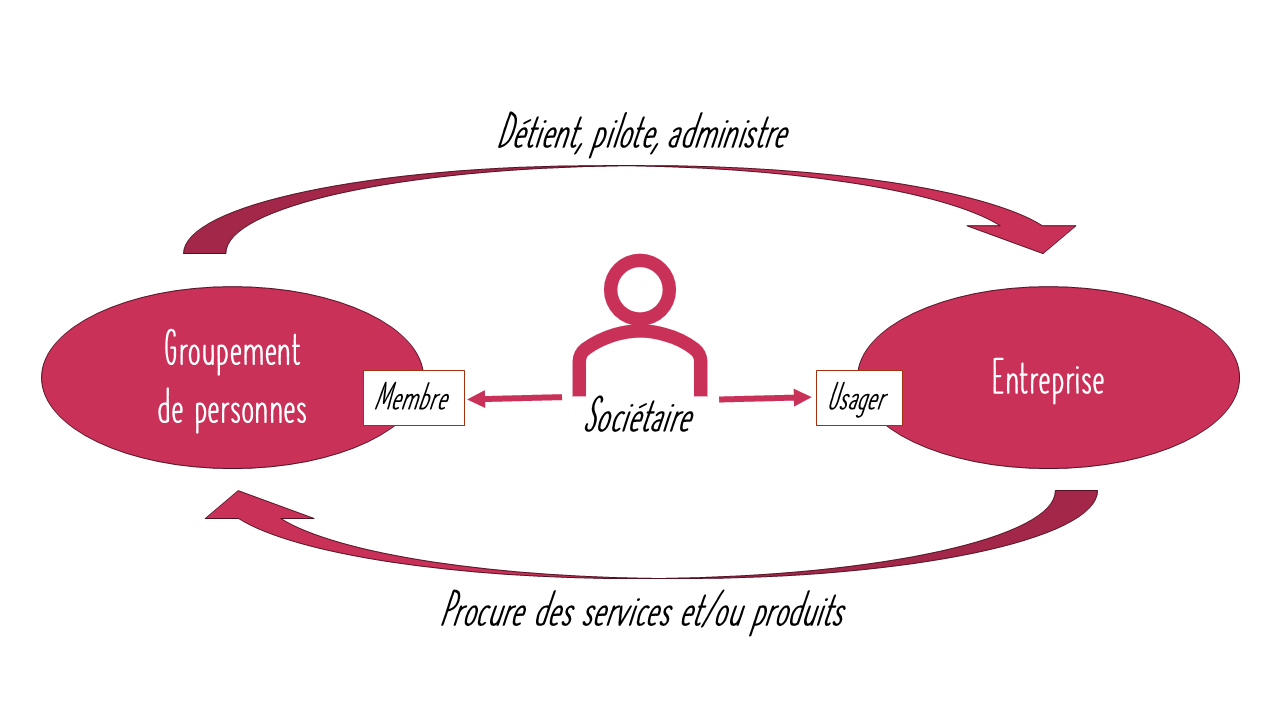 Détient, pilote, administre
Groupement
de personnes
Membre
Sociétaire
Usager
Entreprise
Procure des services et/ou produits